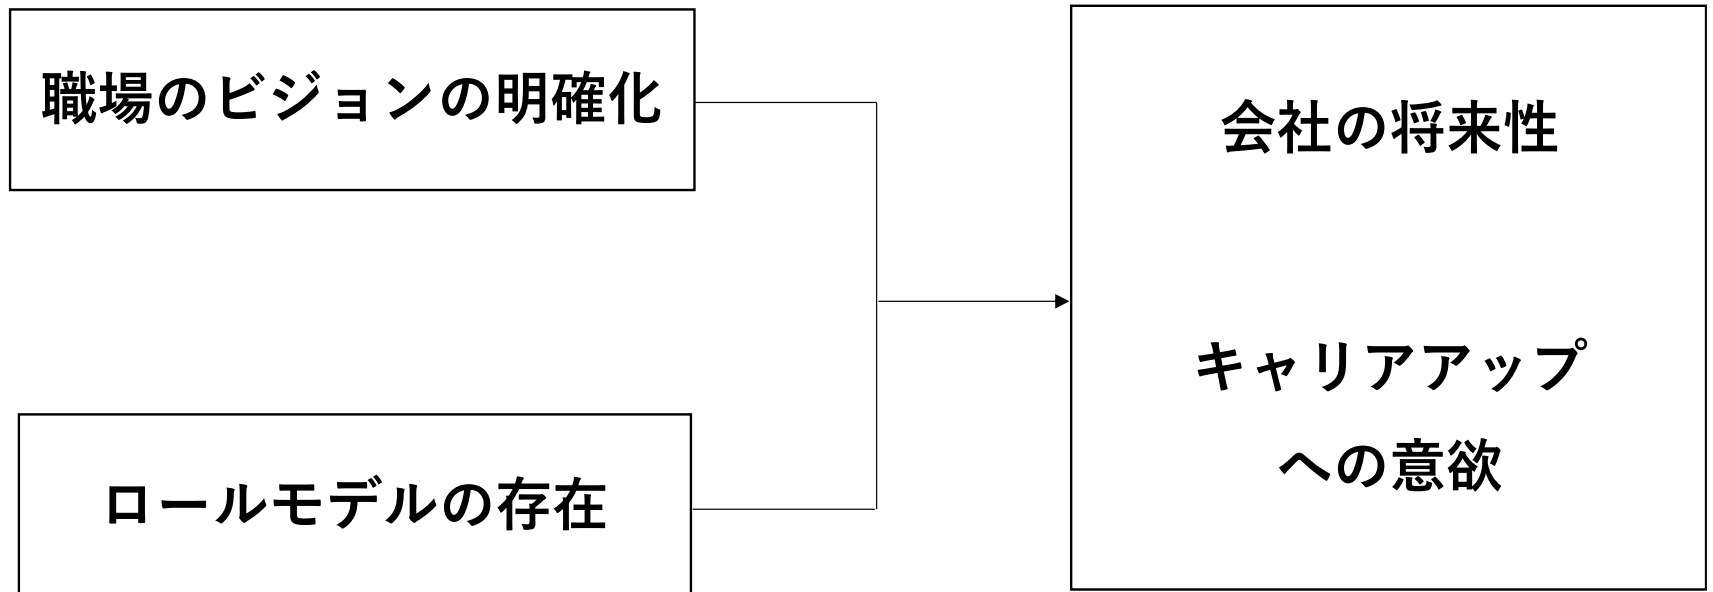 職場のビジョンの明確化
ロールモデルの存在
会社の将来性
キャリアアップ
への意欲